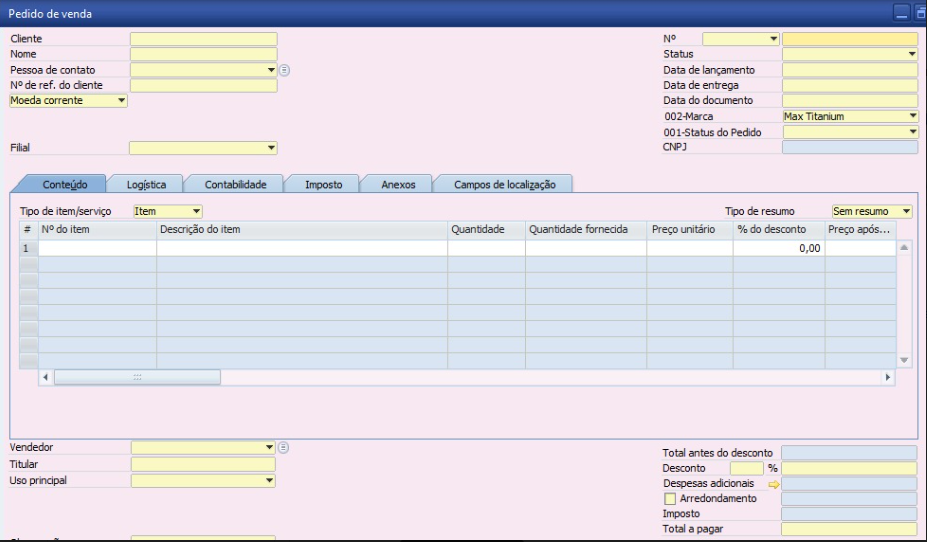 Pedido de venda
Cliente
Nome
Pessoa de contato
Nº de ref. do cliente
Moeda corrente
Filial
Nº
Status
Data de lançamento
Data de entrega
Data do documento
002-Marca Max Titanium
001-Status do Pedido
CNPJ
Conteúdo Logística Contabilidade Imposto Anexos Campos de localização
Tipo de item/serviço Item Tipo de resumo Sem resumo
# Nº do item Descrição do item Quantidade Quantidade fornecida Preço unitário % do desconto Preço após...
1 0,00
Vendedor
Titular
Uso principal
Total antes do desconto
Desconto %
Despesas adicionais
Arredondamento
Imposto
Total a pagar